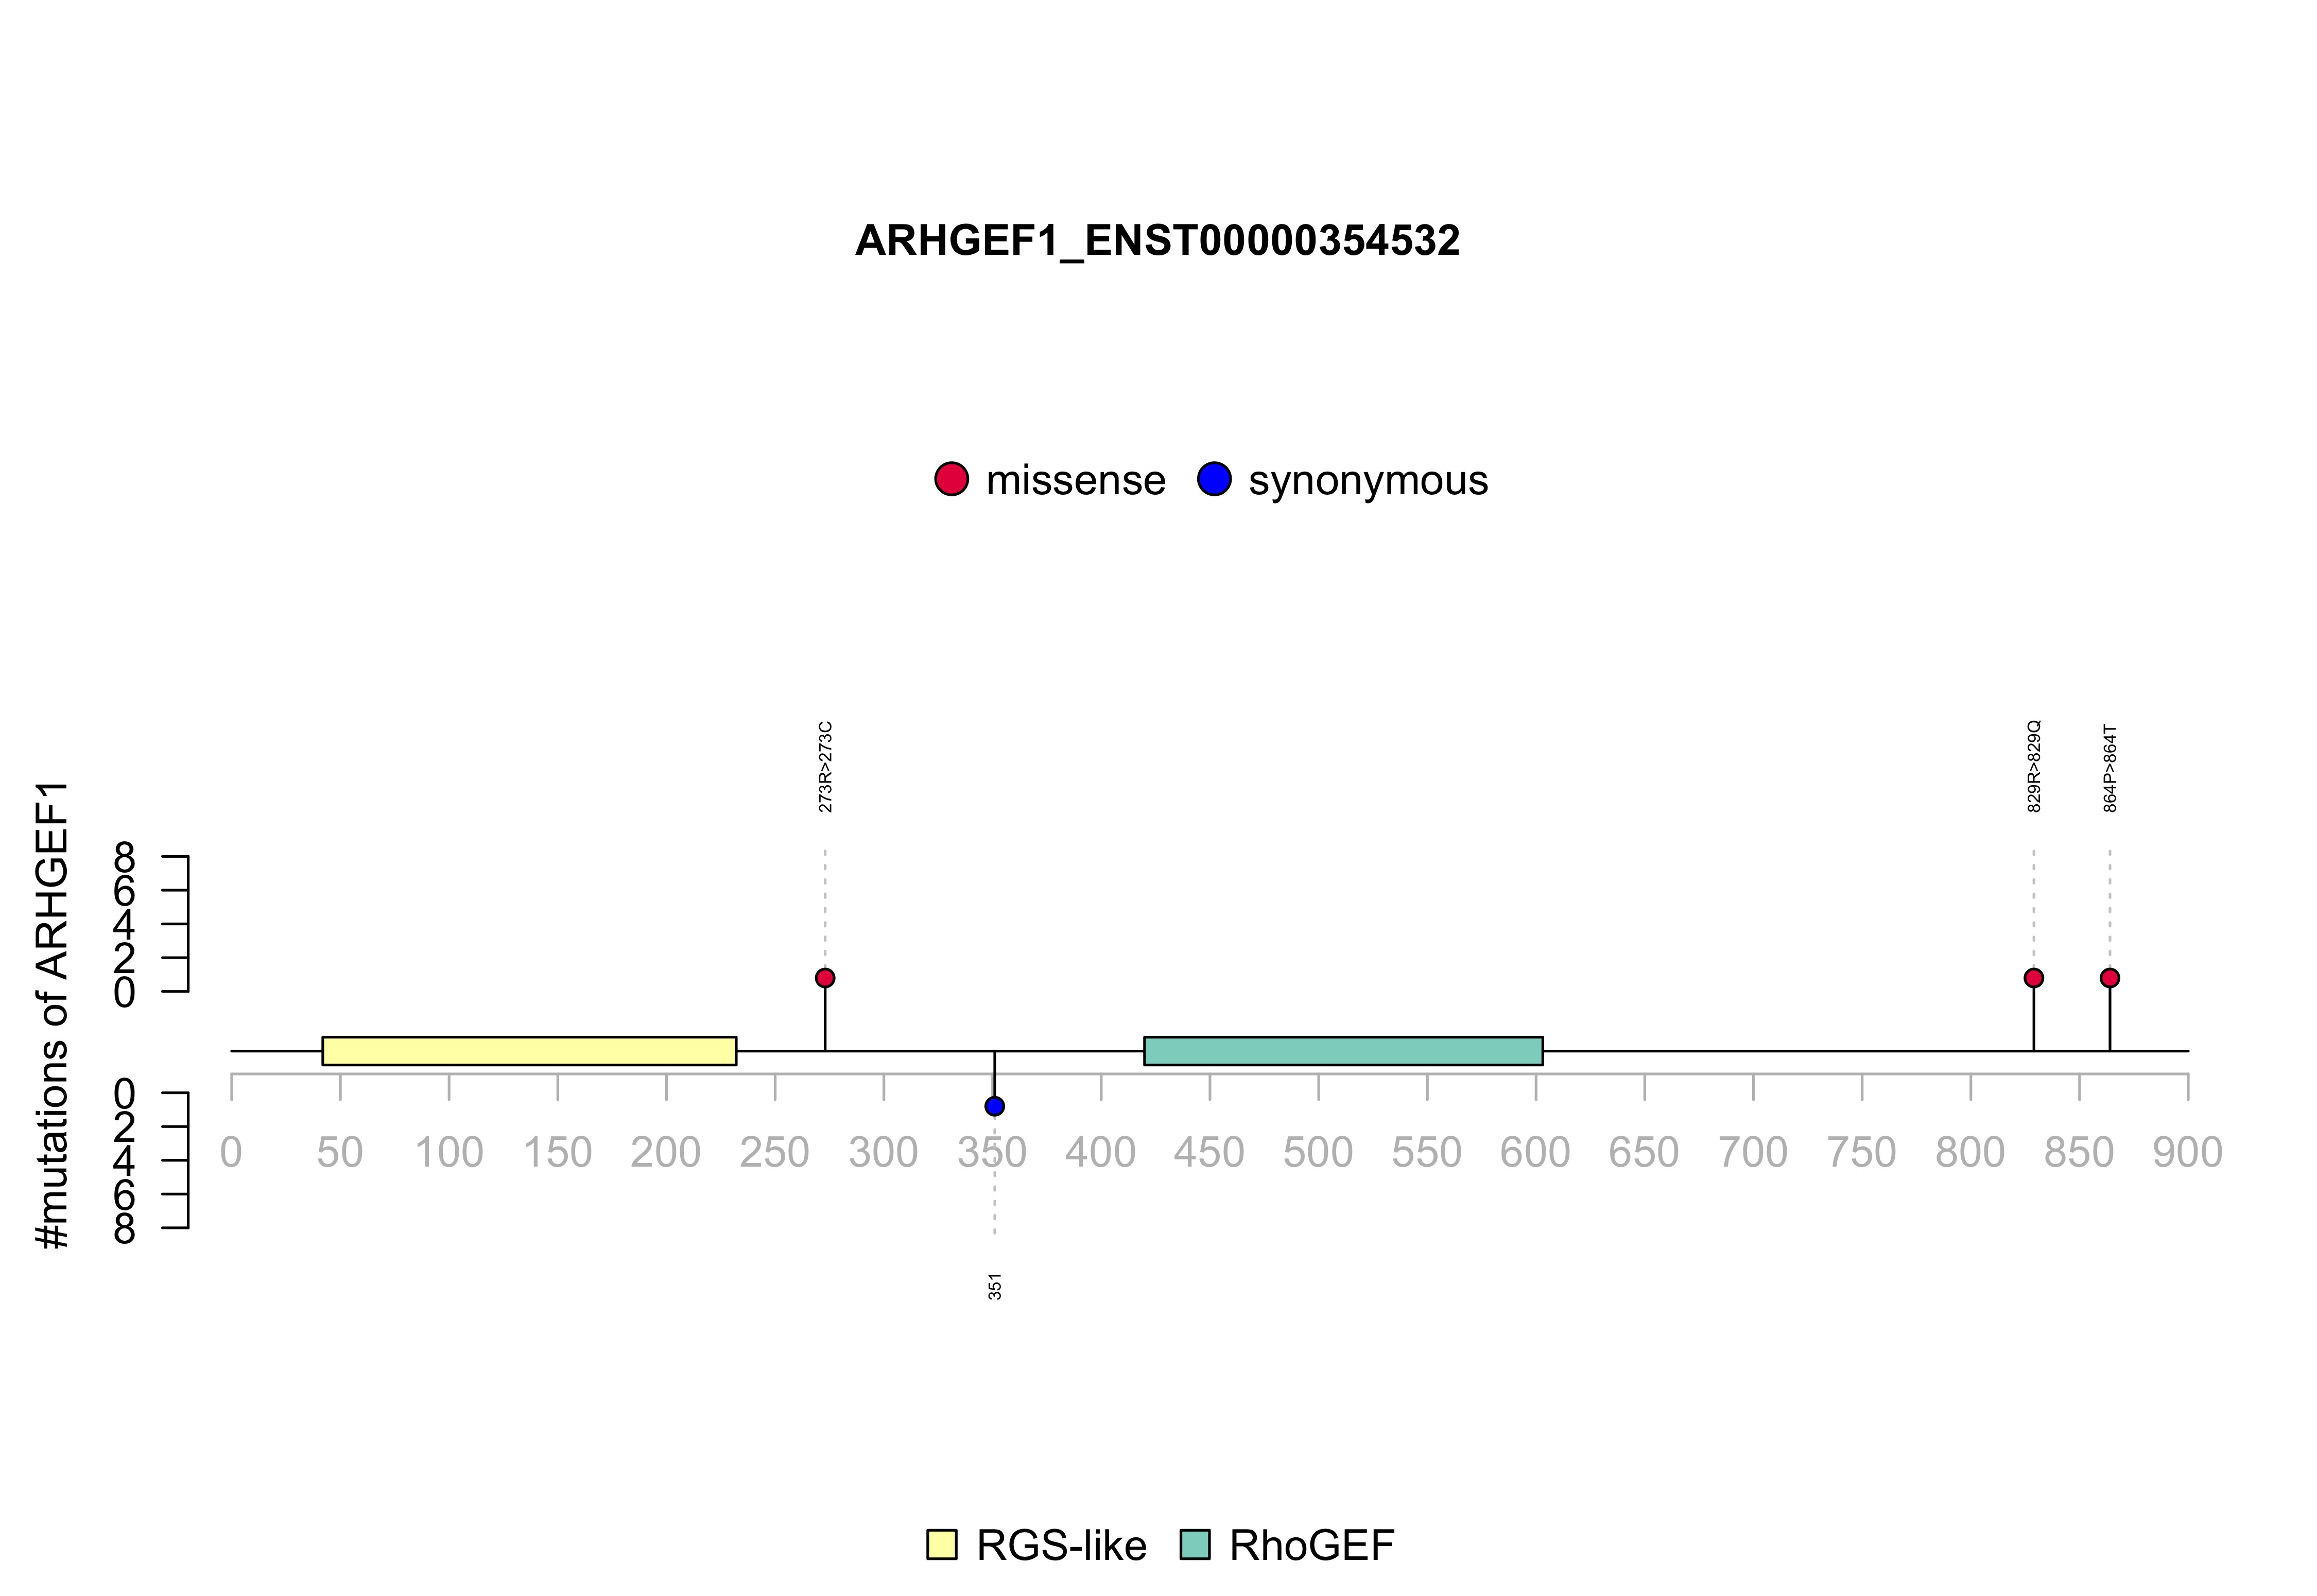 ARHGEF1_ENST00000354532
missense synonymous
273R>273C
829R>829Q
864P>864T
#mutations of ARHGEF1
8
6
4
2
0
0
2
4
6
8
0 50 100 150 200 250 300 350 400 450 500 550 600 650 700 750 800 850 900
351
RGS-like RhoGEF